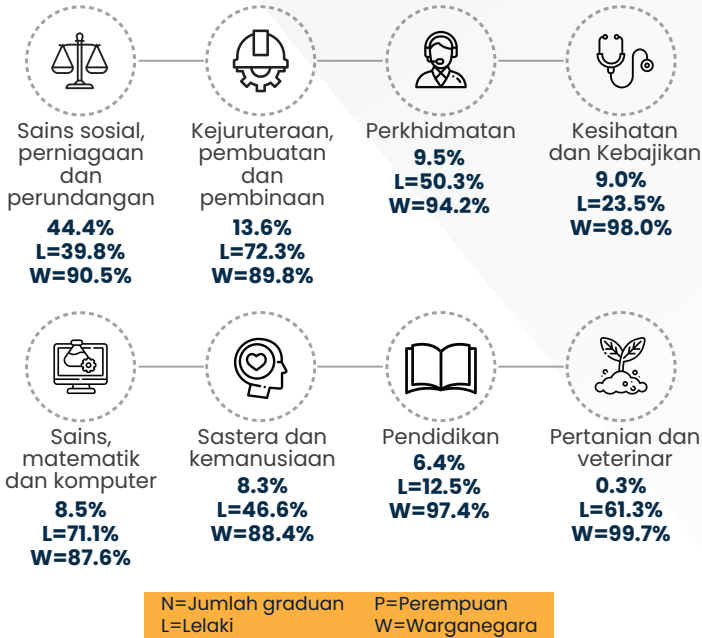 Sains sosial,
perniagaan
dan
perundangan
44.4%
L=39.8%
W=90.5%
Kejuruteraan,
pembuatan
dan
pembinaan
13.6%
L=72.3%
W=89.8%
Perkhidmatan
9.5%
L=50.3%
W=94.2%
Kesihatan
dan Kebajikan
9.0%
L=23.5%
W=98.0%
Sains,
matematik
dan komputer
8.5%
L=71.1%
W=87.6%
Sastera dan
kemanusiaan
8.3%
L=46.6%
W=88.4%
Pendidikan
6.4%
L=12.5%
W=97.4%
Pertanian dan
veterinar
0.3%
L=61.3%
W=99.7%
N=Jumlah graduan P=Perempuan
L=Lelaki W=Warganegara